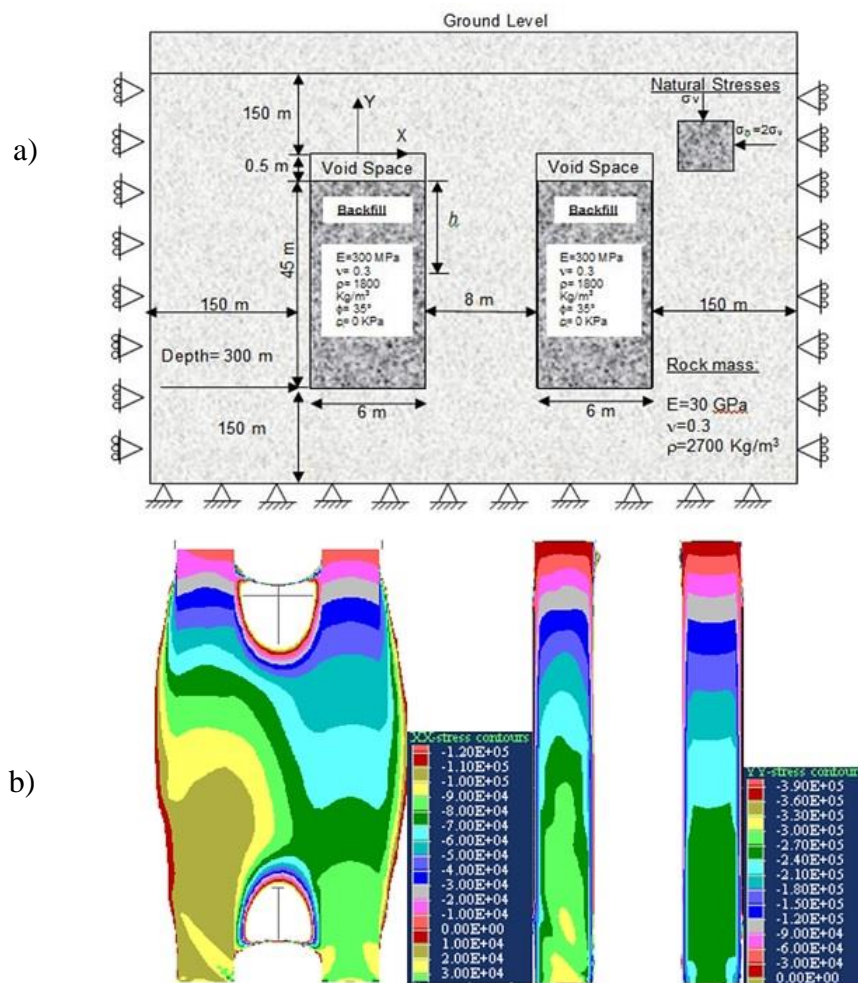 Ground Level
Natural Stresses
σv
150 m
Y
X
a)
0.5 m
Void Space
Void Space
σh=2σv
Backfill
h
Backfill
E=300 MPa
ν= 0.3
ρ= 1800
Kg/m³
ϕ= 35°
c= 0 KPa
E=300 MPa
ν= 0.3
ρ= 1800
Kg/m³
ϕ= 35°
c= 0 KPa
45 m
150 m
8 m
150 m
Depth= 300 m
Rock mass:
E=30 GPa
ν=0.3
ρ=2700 Kg/m³
150 m
6 m
6 m
b)
XX-stress contours
-1.20E+05
-1.10E+05
-1.00E+05
-9.00E+04
-8.00E+04
-7.00E+04
-6.00E+04
-5.00E+04
-4.00E+04
-3.00E+04
-2.00E+04
-1.00E+04
0.00E+00
1.00E+04
2.00E+04
3.00E+04
YY-stress contour
-3.90E+05
-3.60E+05
-3.30E+05
-3.00E+05
-2.70E+05
-2.40E+05
-2.10E+05
-1.80E+05
-1.50E+05
-1.20E+05
-9.00E+04
-6.00E+04
-3.00E+04
0.00E+00